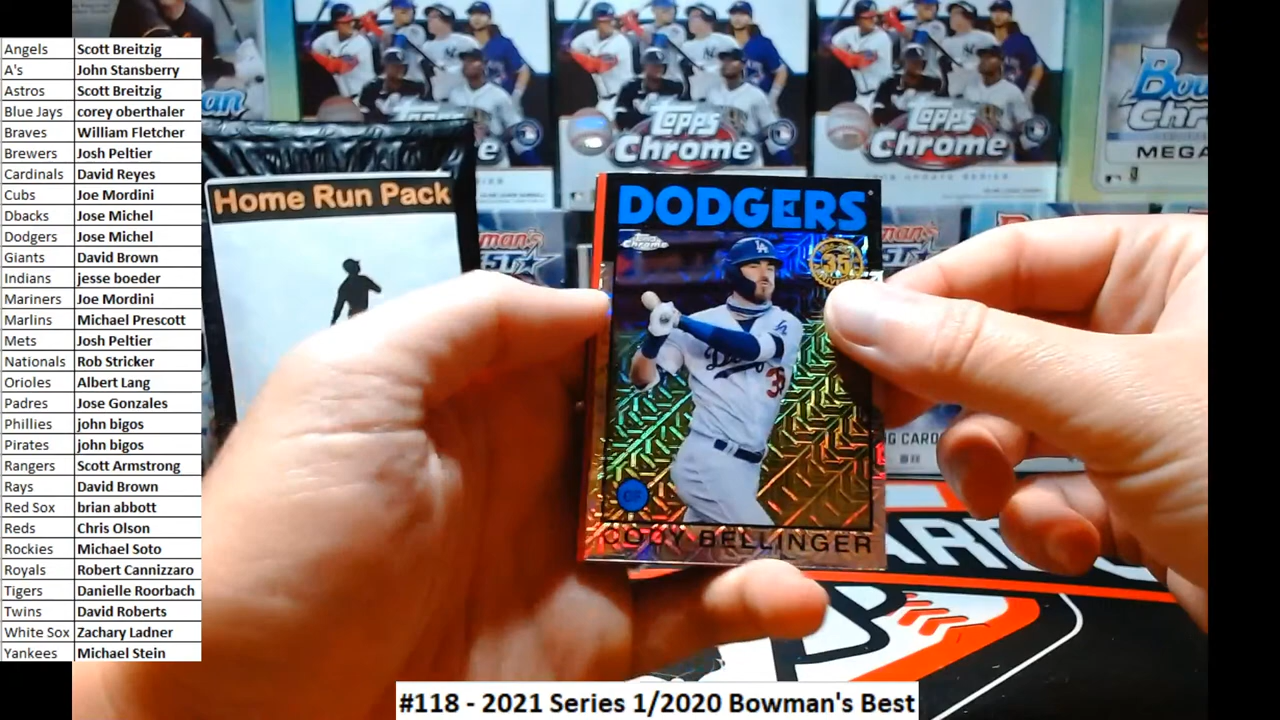 Angels Scott Breitzig
A's John Stansberry
Astros Scott Breitzig
Blue Jays corey oberthaler
Braves William Fletcher
Brewers Josh Peltier
Cardinals David Reyes
Cubs Joe Mordini
Dbacks Jose Michel
Dodgers Jose Michel
Giants David Brown
Indians jesse boeder
Mariners Joe Mordini
Marlins Michael Prescott
Mets Josh Peltier
Nationals Rob Stricker
Orioles Albert Lang
Padres Jose Gonzales
Phillies john bigos
Pirates john bigos
Rangers Scott Armstrong
Rays David Brown
Red Sox brian abbott
Reds Chris Olson
Rockies Michael Soto
Royals Robert Cannizzaro
Tigers Danielle Roorbach
Twins David Roberts
White Sox Zachary Ladner
Yankees Michael Stein
Topps Chrome
Topps Chrome
MEGA
Home Run Pack
DODGERS
Topps Chrome
35
CODY BELLINGER
#118 - 2021 Series 1/2020 Bowman's Best